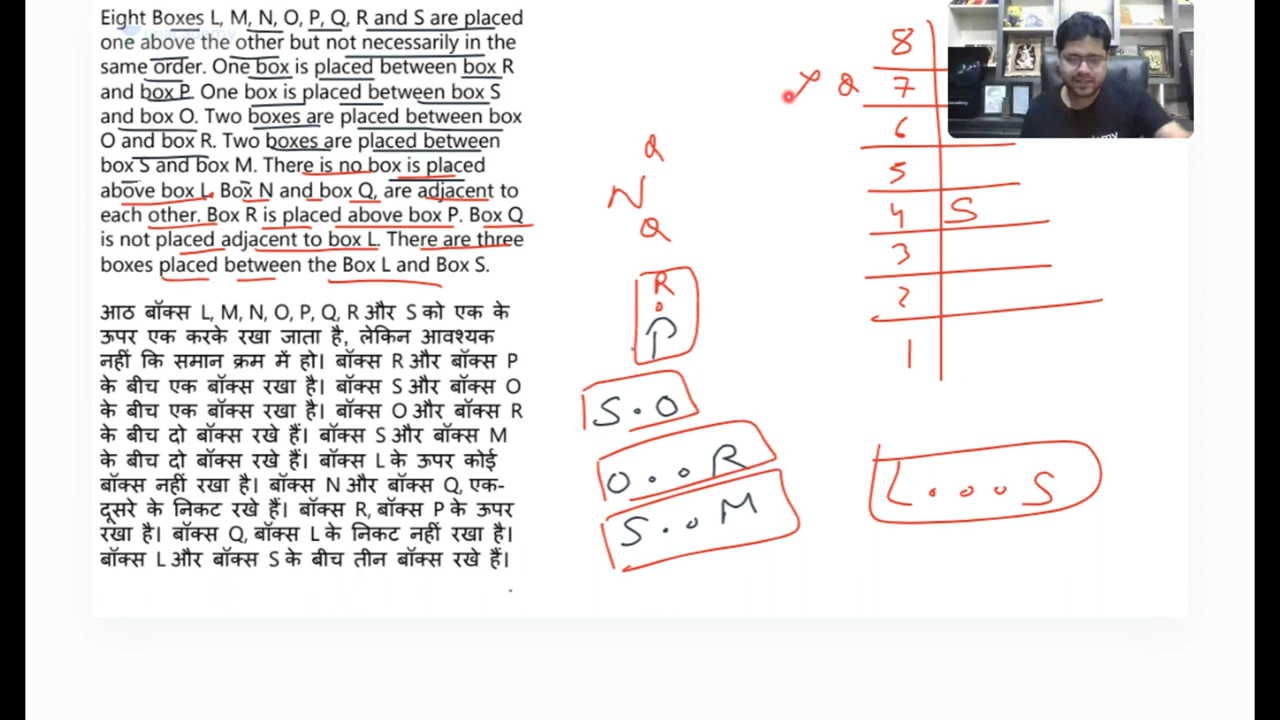 Eight Boxes L, M, N, O, P, Q, R and S are placed
one above the other but not necessarily in the
same order. One box is placed between box R
and box P. One box is placed between box S
and box O. Two boxes are placed between box
O and box R. Two boxes are placed between
box S and box M. There is no box is placed
above box L. Box N and box Q, are adjacent to
each other. Box R is placed above box P. Box Q
is not placed adjacent to box L. There are three
boxes placed between the Box L and Box S.
आठ बॉक्स L, M, N, O, P, Q, R और S को एक के
ऊपर एक करके रखा जाता है, लेकिन आवश्यक
नहीं कि समान क्रम में हो। बॉक्स R और बॉक्स P
के बीच एक बॉक्स रखा है। बॉक्स S और बॉक्स O
के बीच एक बॉक्स रखा है। बॉक्स O और बॉक्स R
के बीच दो बॉक्स रखे हैं। बॉक्स S और बॉक्स M
के बीच दो बॉक्स रखे हैं। बॉक्स L के ऊपर कोई
बॉक्स नहीं रखा है। बॉक्स N और बॉक्स Q, एक-
दूसरे के निकट रखे हैं। बॉक्स R, बॉक्स P के ऊपर
रखा है। बॉक्स Q, बॉक्स L के निकट नहीं रखा है।
बॉक्स L और बॉक्स S के बीच तीन बॉक्स रखे हैं।
Q
N
Q
R
P
S . O
O . . R
S . . M
8
Q 7
6
5
4 S
3
2
1
L . . . S